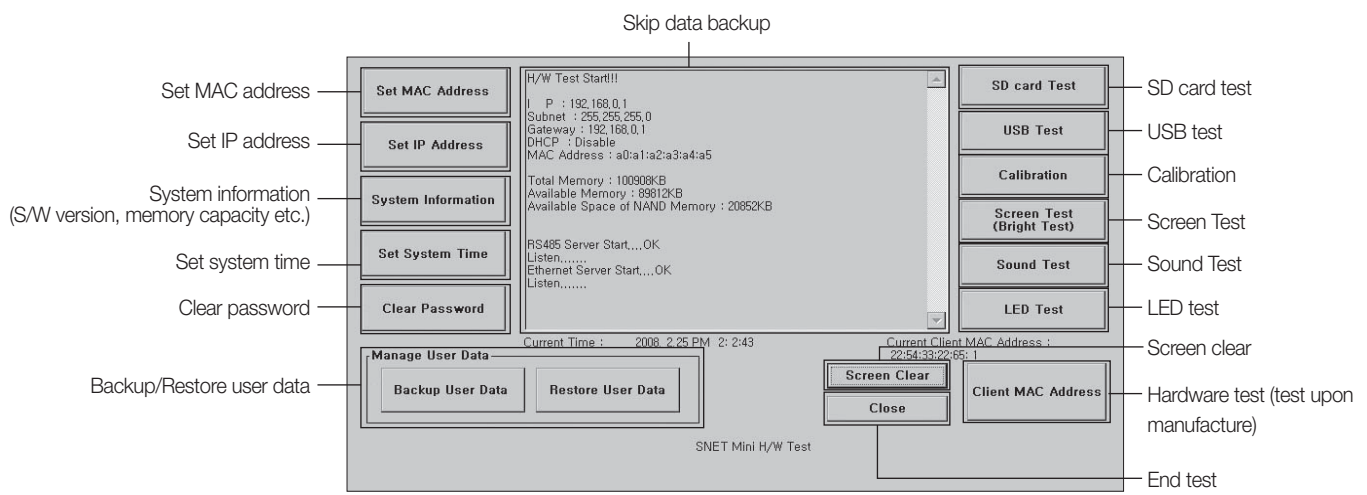 Skip data backup
Set MAC address
Set IP address
System information
(S/W version, memory capacity etc.)
Set system time
Clear password
Backup/Restore user data
Set MAC Address
Set IP Address
System Information
Set System Time
Clear Password
H/W Test Start!!!
I P : 192,168,0,1
Subnet : 255,255,255,0
Gateway : 192,168,0,1
DHCP : Disable
MAC Address : a0:a1:a2:a3:a4:a5
Total Memory : 100908KB
Available Memory : 89812KB
Available Space of NAND Memory : 20852KB
RS485 Server Start,,,,OK
Listen,,,,,,,
Ethernet Server Start,,,,OK
Listen,,,,,,,
SD card Test
USB Test
Calibration
Screen Test
(Bright Test)
Sound Test
LED Test
SD card test
USB test
Calibration
Screen Test
Sound Test
LED test
Screen clear
Hardware test (test upon
manufacture)
End test
Current Time : 2008, 2,25 PM 2: 2:43
Current Client MAC Address :
22:54:33:22:65: 1
Manage User Data
Backup User Data
Restore User Data
Screen Clear
Close
Client MAC Address
SNET Mini H/W Test